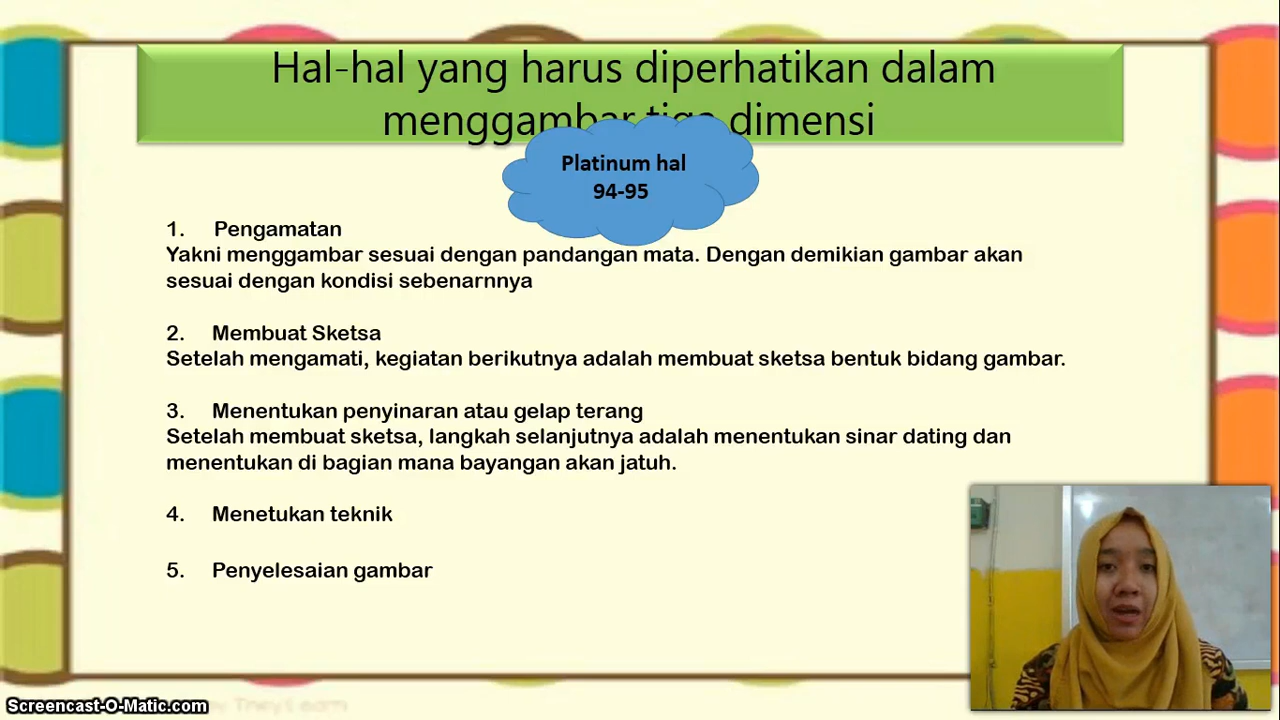 Hal-hal yang harus diperhatikan dalam
menggambar tiga dimensi
Platinum hal
94-95
1. Pengamatan
Yakni menggambar sesuai dengan pandangan mata. Dengan demikian gambar akan
sesuai dengan kondisi sebenarnnya
2. Membuat Sketsa
Setelah mengamati, kegiatan berikutnya adalah membuat sketsa bentuk bidang gambar.
3. Menentukan penyinaran atau gelap terang
Setelah membuat sketsa, langkah selanjutnya adalah menentukan sinar dating dan
menentukan di bagian mana bayangan akan jatuh.
4. Menetukan teknik
5. Penyelesaian gambar
Screencast-O-Matic.com